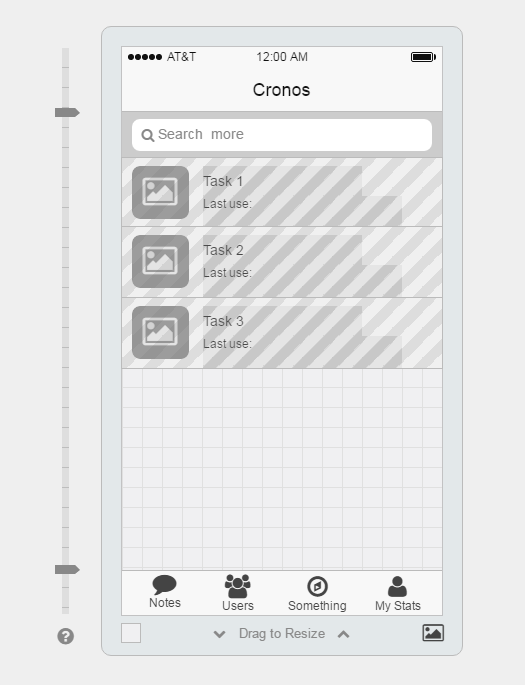 AT&T 12:00 AM
Cronos
Search more
Task 1
Last use:
Task 2
Last use:
Task 3
Last use:
Notes Users Something My Stats
? Drag to Resize